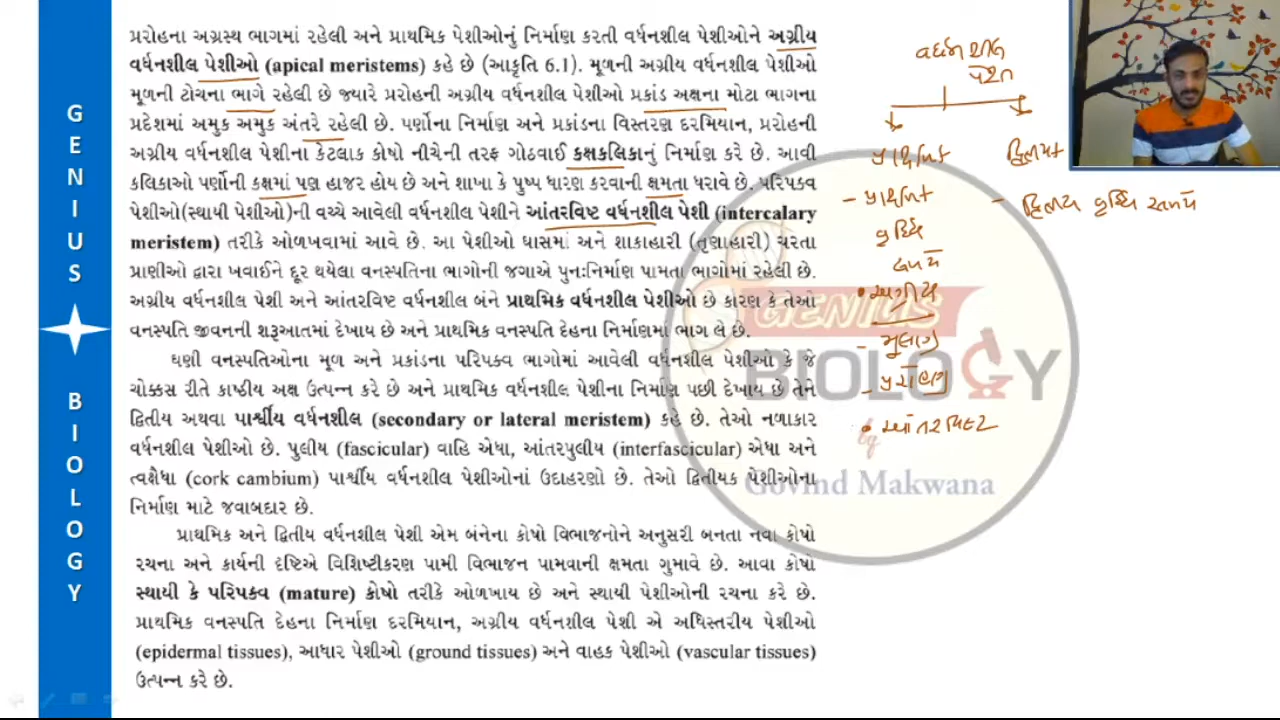 પ્રરોહના અગ્રસ્થ ભાગમાં રહેલી અને પ્રાથમિક પેશીઓનું નિર્માણ કરતી વર્ધનશીલ પેશીઓને અગ્રીય
વર્ધનશીલ પેશીઓ (apical meristems) કહે છે (આકૃતિ 6.1). મૂળની અગ્રીય વર્ધનશીલ પેશીઓ
મૂળની ટોચના ભાગે રહેલી છે જ્યારે પ્રરોહની અગ્રીય વર્ધનશીલ પેશીઓ પ્રકાંડ અક્ષના મોટા ભાગના
પ્રદેશમાં અમુક અમુક અંતરે રહેલી છે. પર્ણોના નિર્માણ અને પ્રકાંડના વિસ્તરણ દરમિયાન, પ્રરોહની
અગ્રીય વર્ધનશીલ પેશીના કેટલાક કોષો નીચેની તરફ ગોઠવાઈ કક્ષકલિકાનું નિર્માણ કરે છે. આવી
કલિકાઓ પર્ણોની કક્ષમાં પણ હાજર હોય છે અને શાખા કે પુષ્પ ધારણ કરવાની ક્ષમતા ધરાવે છે. પરિપક્વ
પેશીઓ(સ્થાયી પેશીઓ)ની વચ્ચે આવેલી વર્ધનશીલ પેશીને આંતરવિષ્ટ વર્ધનશીલ પેશી (intercalary
meristem) તરીકે ઓળખવામાં આવે છે. આ પેશીઓ ઘાસમાં અને શાકાહારી (તૃણાહારી) ચરતા
પ્રાણીઓ દ્વારા ખવાઈને દૂર થયેલા વનસ્પતિના ભાગોની જગાએ પુનઃનિર્માણ પામતા ભાગોમાં રહેલી છે.
અગ્રીય વર્ધનશીલ પેશી અને આંતરવિષ્ટ વર્ધનશીલ બંને પ્રાથમિક વર્ધનશીલ પેશીઓ છે કારણ કે તેઓ
વનસ્પતિ જીવનની શરૂઆતમાં દેખાય છે અને પ્રાથમિક વનસ્પતિ દેહના નિર્માણમાં ભાગ લે છે.
ઘણી વનસ્પતિઓના મૂળ અને પ્રકાંડના પરિપક્વ ભાગોમાં આવેલી વર્ધનશીલ પેશીઓ કે જે
ચોક્કસ રીતે કાષ્ઠીય અક્ષ ઉત્પન્ન કરે છે અને પ્રાથમિક વર્ધનશીલ પેશીના નિર્માણ પછી દેખાય છે તેને
દ્વિતીય અથવા પાર્શ્વીય વર્ધનશીલ (secondary or lateral meristem) કહે છે. તેઓ નળાકાર
વર્ધનશીલ પેશીઓ છે. પુલીય (fascicular) વાહિ એધા, આંતરપુલીય (interfascicular) એધા અને
ત્વક્ષૈધા (cork cambium) પાર્શ્વીય વર્ધનશીલ પેશીઓનાં ઉદાહરણો છે. તેઓ દ્વિતીયક પેશીઓના
નિર્માણ માટે જવાબદાર છે.
પ્રાથમિક અને દ્વિતીય વર્ધનશીલ પેશી એમ બંનેના કોષો વિભાજનોને અનુસરી બનતા નવા કોષો
રચના અને કાર્યની દૃષ્ટિએ વિશિષ્ટીકરણ પામી વિભાજન પામવાની ક્ષમતા ગુમાવે છે. આવા કોષો
સ્થાયી કે પરિપક્વ (mature) કોષો તરીકે ઓળખાય છે અને સ્થાયી પેશીઓની રચના કરે છે.
પ્રાથમિક વનસ્પતિ દેહના નિર્માણ દરમિયાન, અગ્રીય વર્ધનશીલ પેશી એ અધિસ્તરીય પેશીઓ
(epidermal tissues), આધાર પેશીઓ (ground tissues) અને વાહક પેશીઓ (vascular tissues)
ઉત્પન્ન કરે છે.
GENIUS
BIOLOGY
પ્રાથમિક
- પ્રાથમિક
વૃદ્ધિ
• અગ્રીય
- મુલાગ્ર
- પ્રરોહાગ્ર
GENIUS
BIOLOGY
by
Govind Makwana